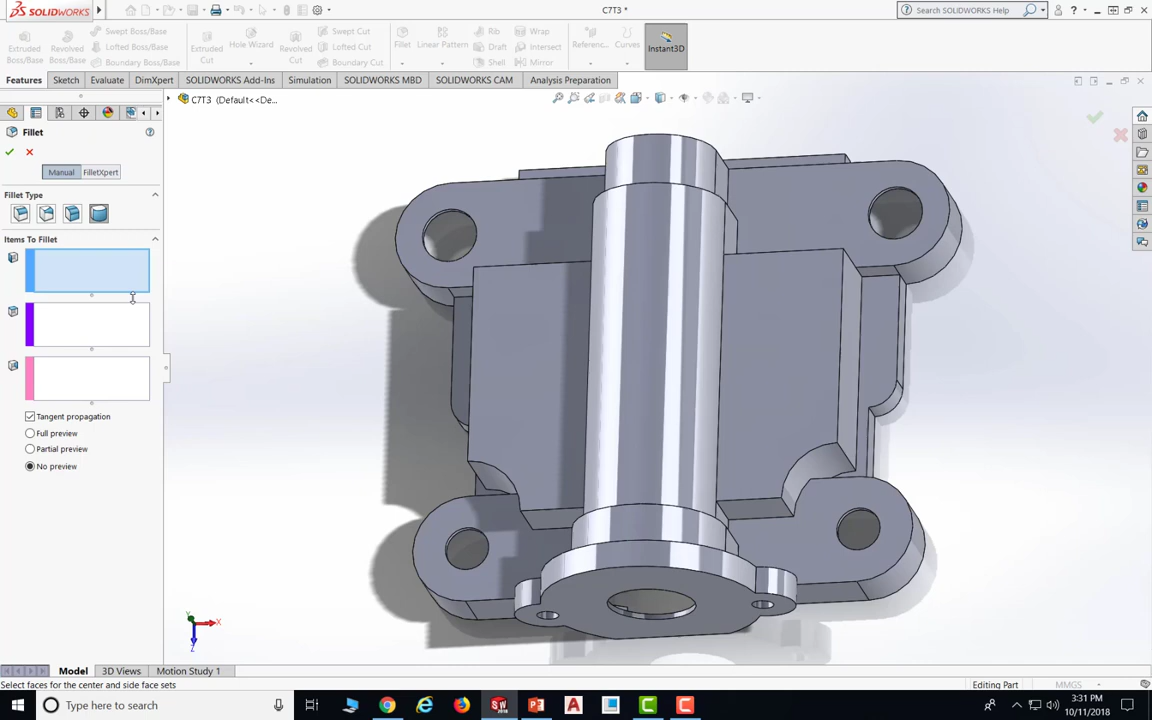 SOLIDWORKS
C7T3 *
Search SOLIDWORKS Help
Extruded Boss/Base
Revolved Boss/Base
Swept Boss/Base
Lofted Boss/Base
Boundary Boss/Base
Extruded Cut
Hole Wizard
Revolved Cut
Swept Cut
Lofted Cut
Boundary Cut
Fillet
Linear Pattern
Rib
Draft
Shell
Wrap
Intersect
Mirror
Referenc...
Curves
Instant3D
Features
Sketch
Evaluate
DimXpert
SOLIDWORKS Add-Ins
Simulation
SOLIDWORKS MBD
SOLIDWORKS CAM
Analysis Preparation
C7T3 (Default<<De...
Fillet
Manual
FilletXpert
Fillet Type
Items To Fillet
Tangent propagation
Full preview
Partial preview
No preview
Y
X
Z
Model
3D Views
Motion Study 1
Select faces for the center and side face sets
Editing Part
MMGS
Type here to search
3:31 PM
10/11/2018